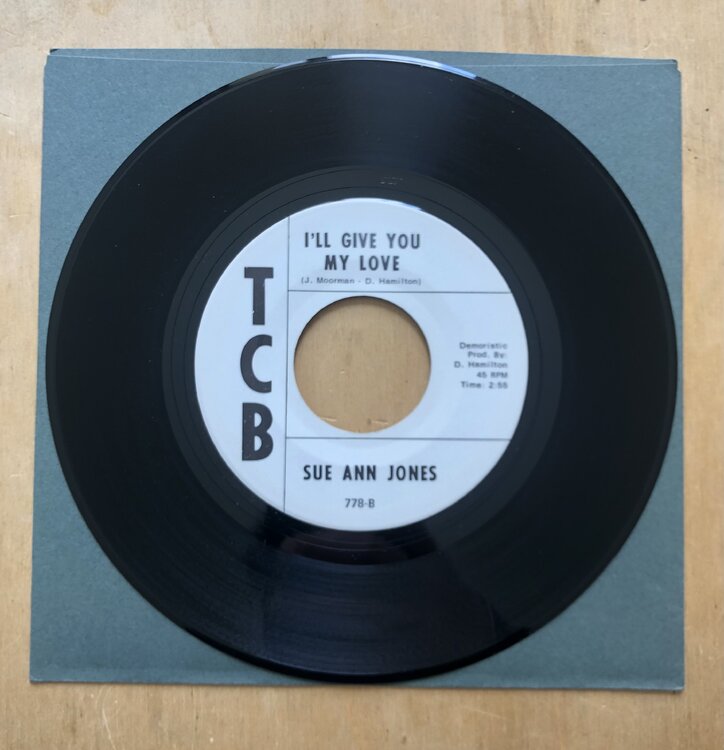 I'LL GIVE YOU
MY LOVE
(J. Moorman - D. Hamilton)
TCB
Demoristic
Prod. By:
D. Hamilton
45 RPM
Time: 2:55
SUE ANN JONES
778-B